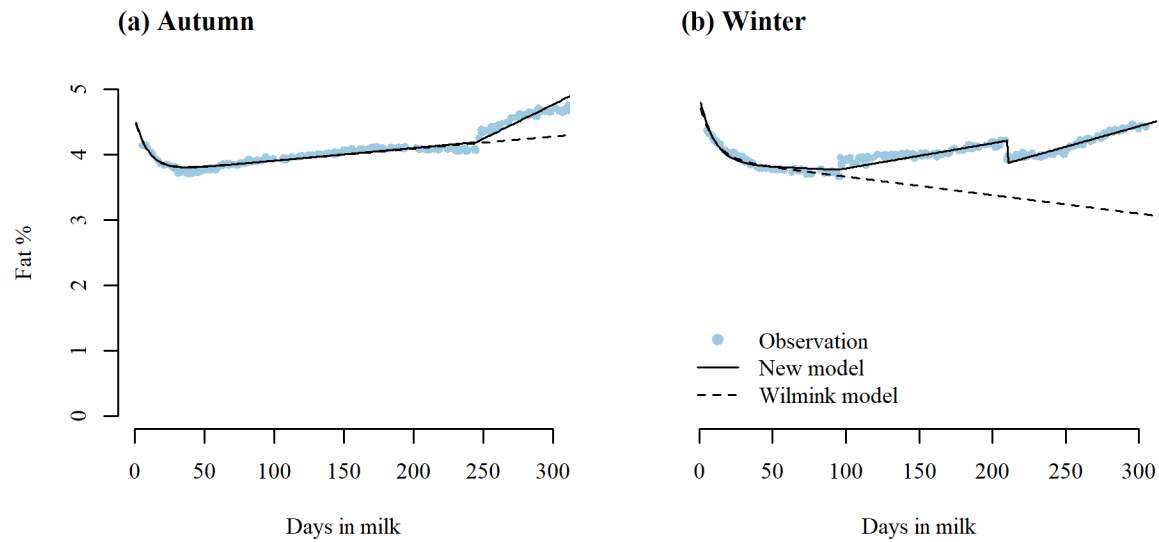 (a) Autumn
(b) Winter
Fat %
5
4
3
2
1
0
0 50 100 150 200 250 300
Days in milk
Observation
New model
Wilmink model
0 50 100 150 200 250 300
Days in milk